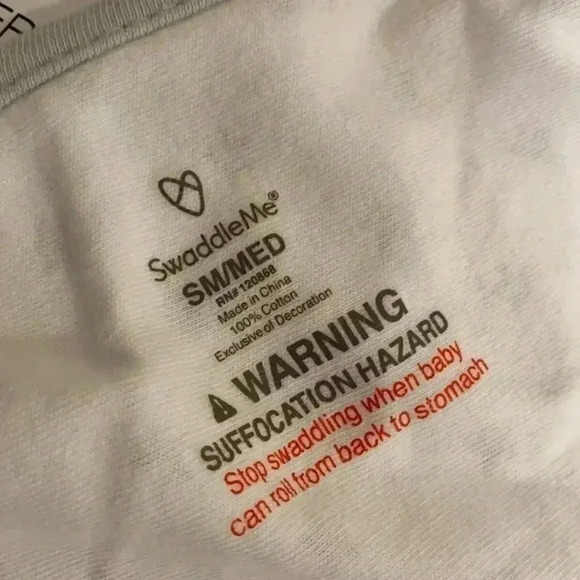 SwaddleMe®
SM/MED
RN# 120868
Made in China
100% Cotton
Exclusive of Decoration
WARNING
SUFFOCATION HAZARD
Stop swaddling when baby
can roll from back to stomach